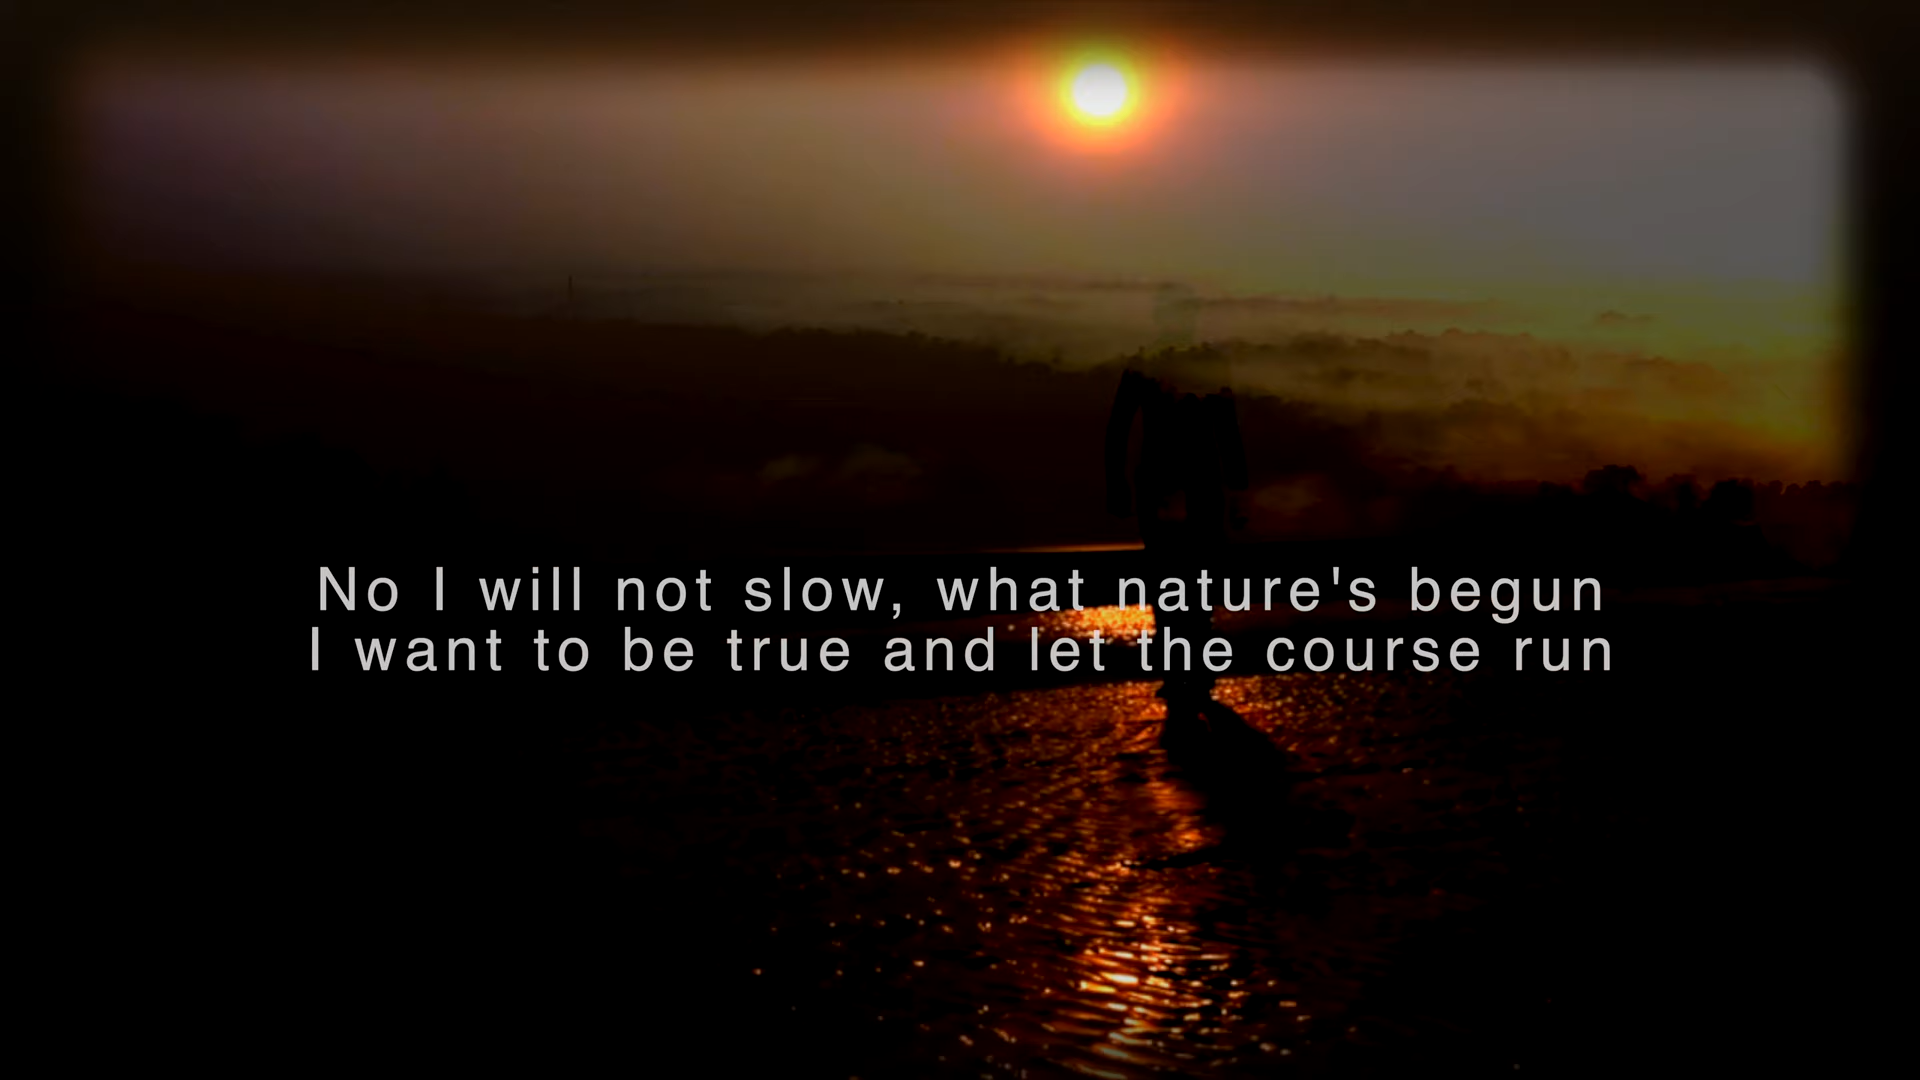 No I will not slow, what nature's begun
I want to be true and let the course run